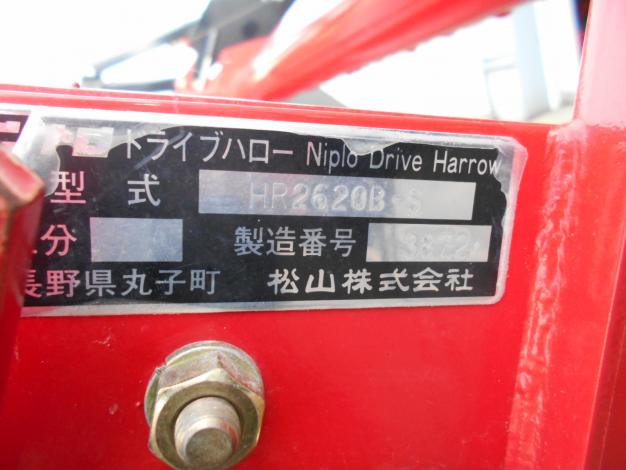 ドライブハロー Niplo Drive Harrow
型 式 HR2620B-S
分 製造番号
長野県丸子町 松山株式会社